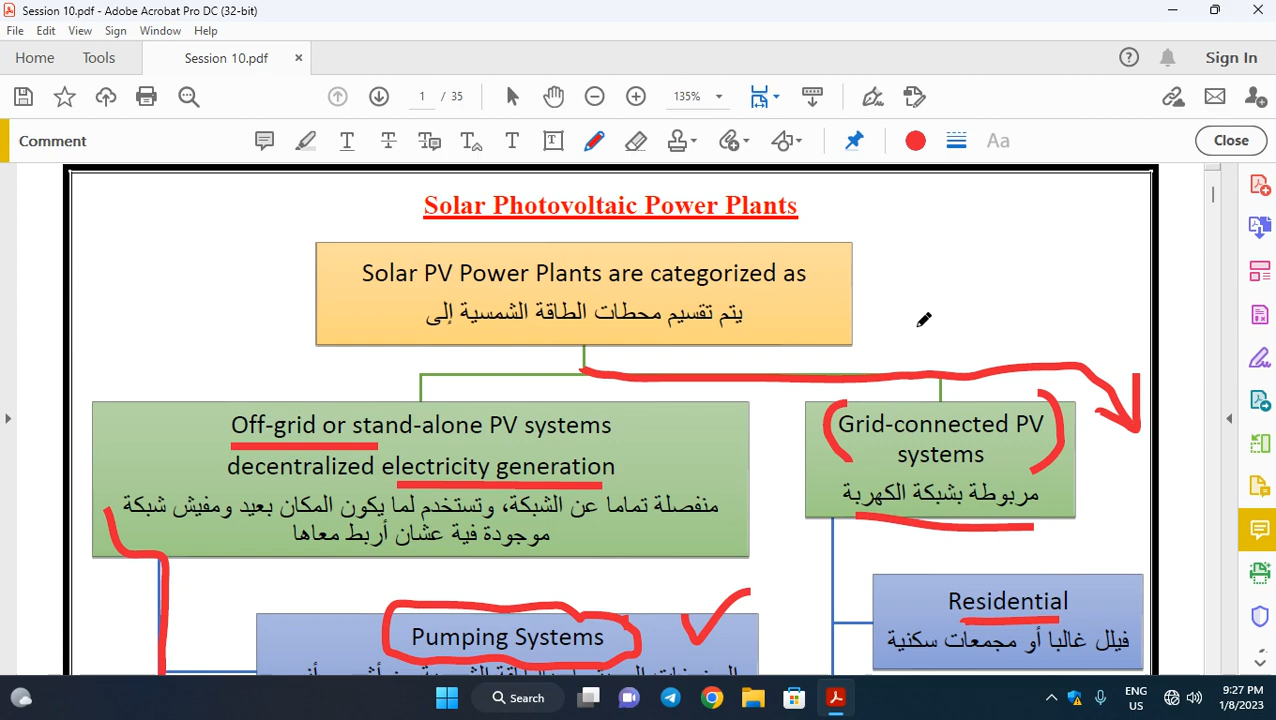 Session 10.pdf - Adobe Acrobat Pro DC (32-bit)
File Edit View Sign Window Help
Home Tools Session 10.pdf Sign In
1 / 35 135%
Comment Aa Close
Solar Photovoltaic Power Plants
Solar PV Power Plants are categorized as
يتم تقسيم محطات الطاقة الشمسية إلى
Off-grid or stand-alone PV systems
decentralized electricity generation
منفصلة تماما عن الشبكة، وتستخدم لما يكون المكان بعيد ومفيش شبكة
موجودة فية عشان أربط معاها
Grid-connected PV
systems
مربوطة بشبكة الكهربة
Pumping Systems
Residential
فيلل غالبا أو مجمعات سكنية
Search
ENG
US
9:27 PM
1/8/2023